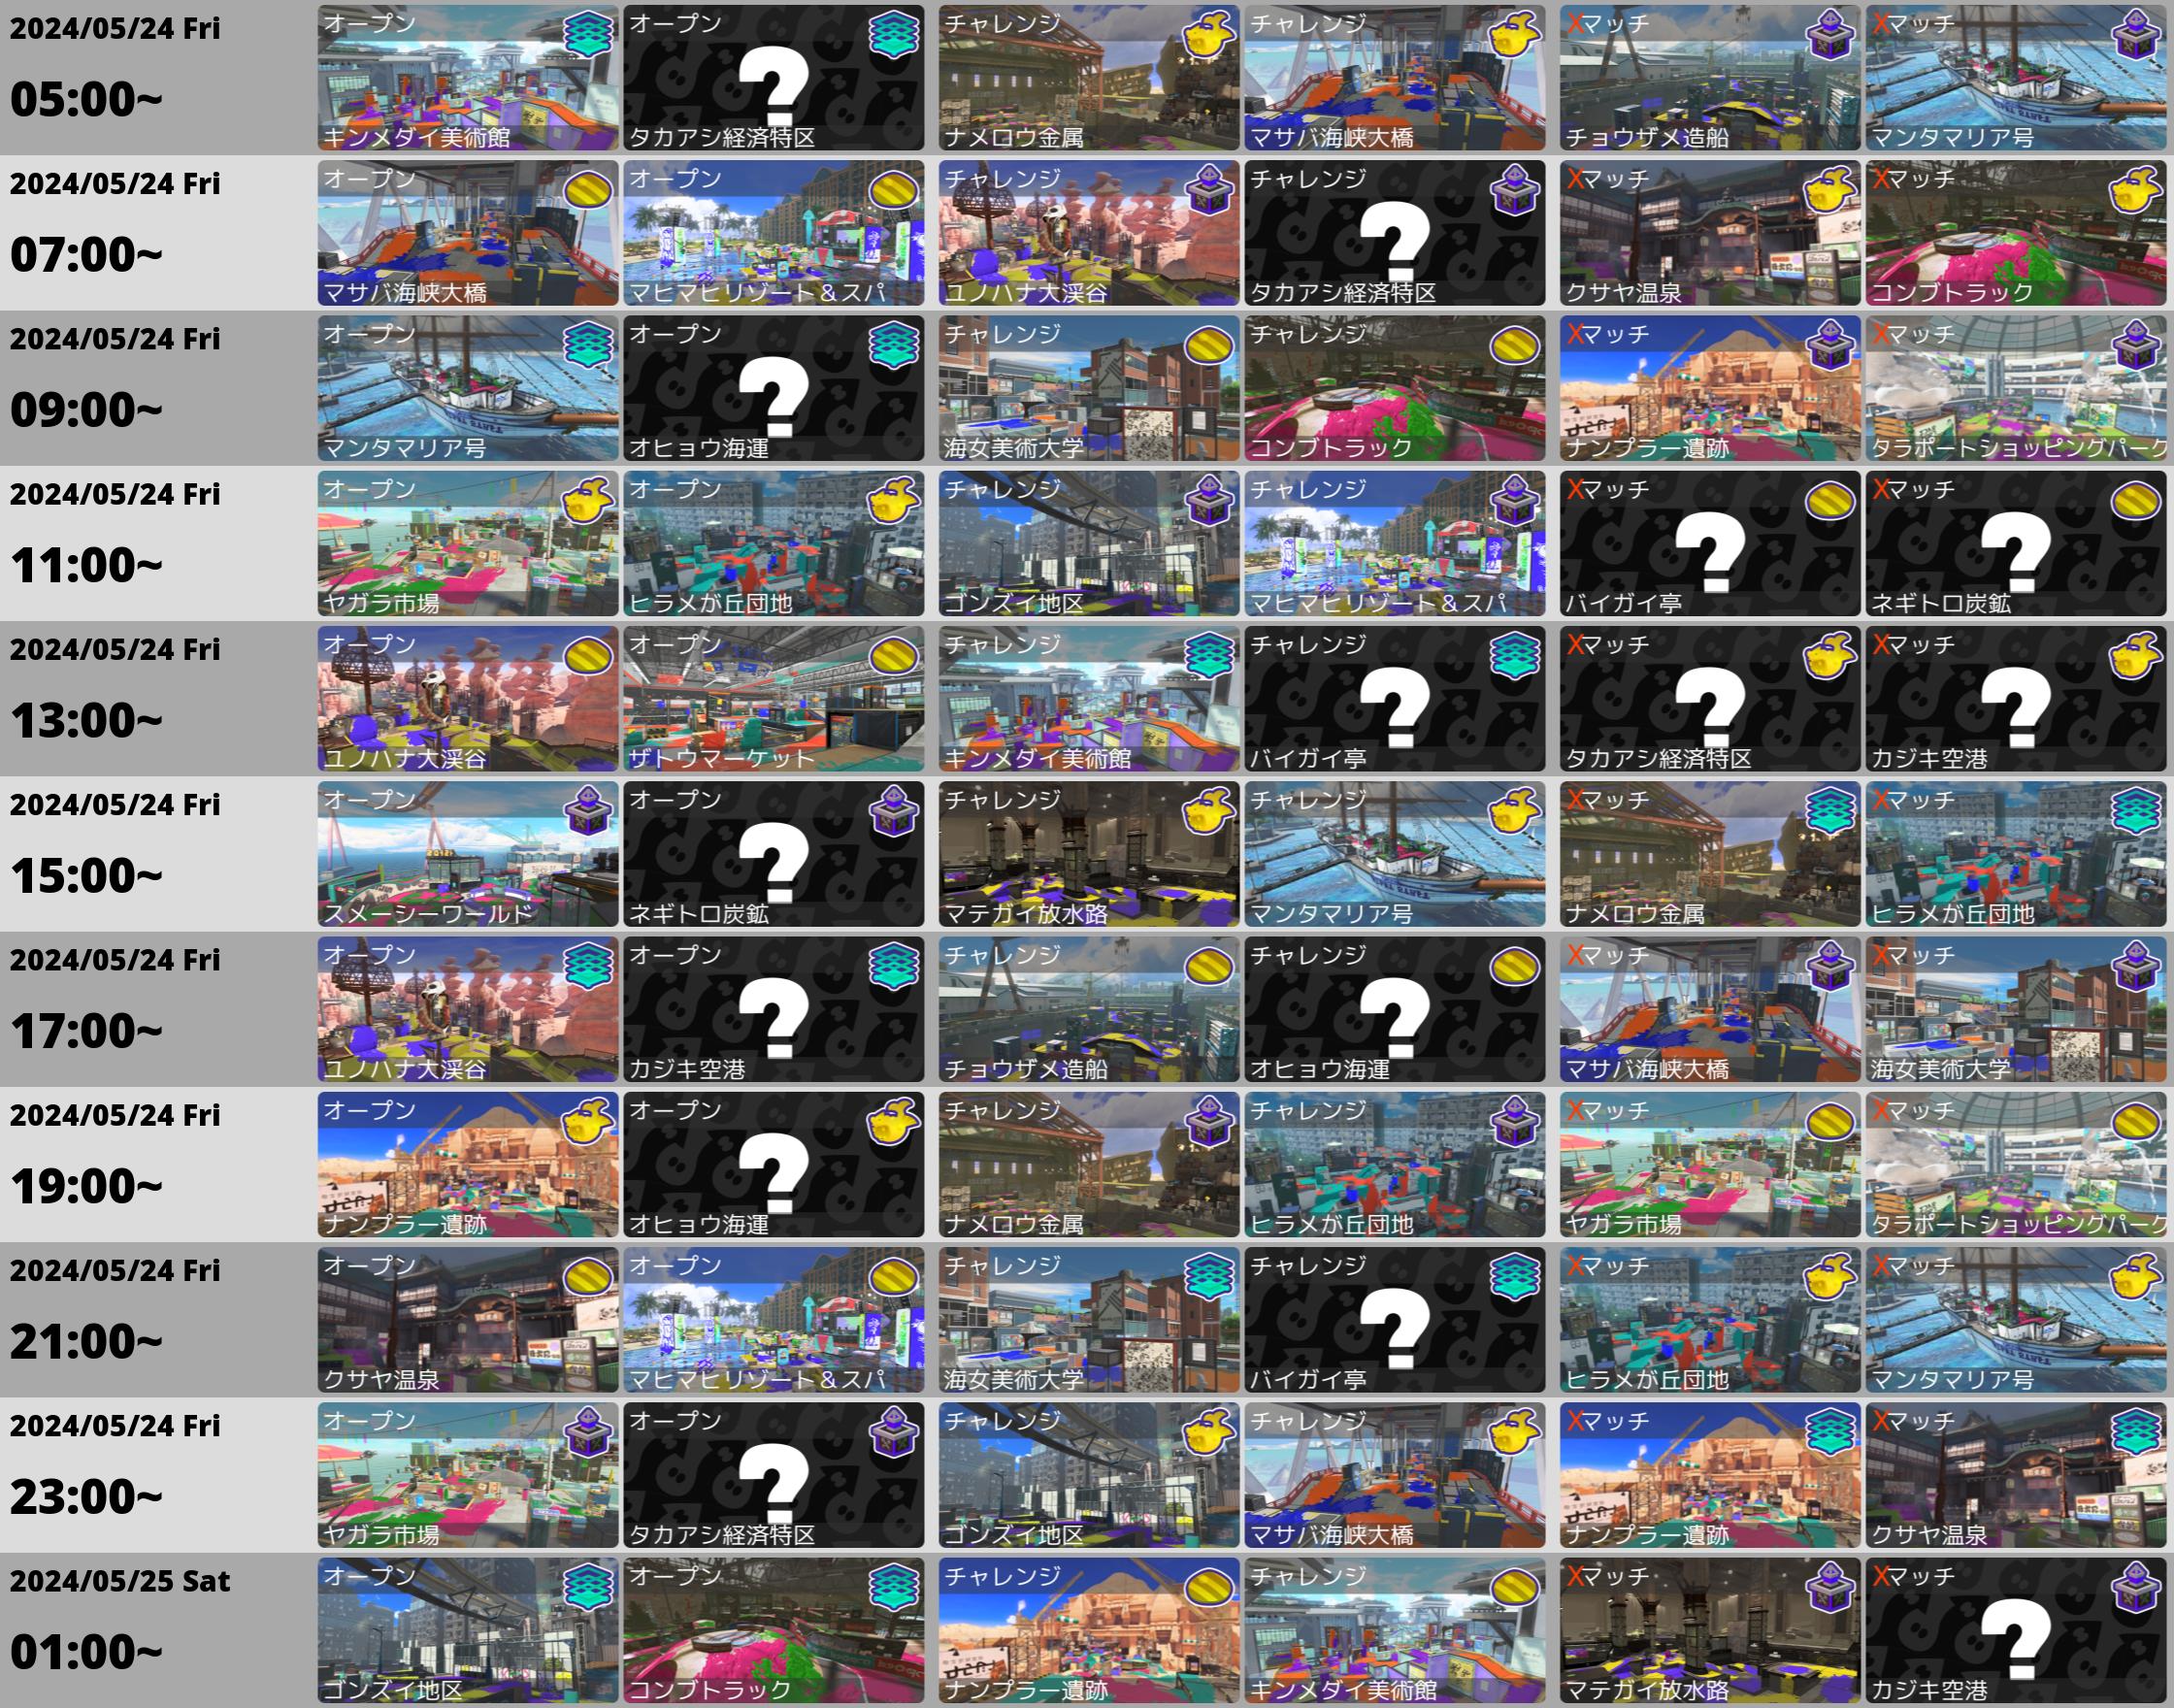 2024/05/24 Fri
05:00~
オープン
キンメダイ美術館
オープン
タカアシ経済特区
チャレンジ
ナメロウ金属
チャレンジ
マサバ海峡大橋
Xマッチ
チョウザメ造船
Xマッチ
マンタマリア号
2024/05/24 Fri
07:00~
オープン
マサバ海峡大橋
オープン
マヒマヒリゾート＆スパ
チャレンジ
ユノハナ大渓谷
チャレンジ
タカアシ経済特区
Xマッチ
クサヤ温泉
Xマッチ
コンブトラック
2024/05/24 Fri
09:00~
オープン
マンタマリア号
オープン
オヒョウ海運
チャレンジ
海女美術大学
チャレンジ
コンブトラック
Xマッチ
ナンプラー遺跡
Xマッチ
タラポートショッピングパーク
2024/05/24 Fri
11:00~
オープン
ヤガラ市場
オープン
ヒラメが丘団地
チャレンジ
ゴンズイ地区
チャレンジ
マヒマヒリゾート＆スパ
Xマッチ
バイガイ亭
Xマッチ
ネギトロ炭鉱
2024/05/24 Fri
13:00~
オープン
ユノハナ大渓谷
オープン
ザトウマーケット
チャレンジ
キンメダイ美術館
チャレンジ
バイガイ亭
Xマッチ
タカアシ経済特区
Xマッチ
カジキ空港
2024/05/24 Fri
15:00~
オープン
スメーシーワールド
オープン
ネギトロ炭鉱
チャレンジ
マテガイ放水路
チャレンジ
マンタマリア号
Xマッチ
ナメロウ金属
Xマッチ
ヒラメが丘団地
2024/05/24 Fri
17:00~
オープン
ユノハナ大渓谷
オープン
カジキ空港
チャレンジ
チョウザメ造船
チャレンジ
オヒョウ海運
Xマッチ
マサバ海峡大橋
Xマッチ
海女美術大学
2024/05/24 Fri
19:00~
オープン
ナンプラー遺跡
オープン
オヒョウ海運
チャレンジ
ナメロウ金属
チャレンジ
ヒラメが丘団地
Xマッチ
ヤガラ市場
Xマッチ
タラポートショッピングパーク
2024/05/24 Fri
21:00~
オープン
クサヤ温泉
オープン
マヒマヒリゾート＆スパ
チャレンジ
海女美術大学
チャレンジ
バイガイ亭
Xマッチ
ヒラメが丘団地
Xマッチ
マンタマリア号
2024/05/24 Fri
23:00~
オープン
ヤガラ市場
オープン
タカアシ経済特区
チャレンジ
ゴンズイ地区
チャレンジ
マサバ海峡大橋
Xマッチ
ナンプラー遺跡
Xマッチ
クサヤ温泉
2024/05/25 Sat
01:00~
オープン
ゴンズイ地区
オープン
コンブトラック
チャレンジ
ナンプラー遺跡
チャレンジ
キンメダイ美術館
Xマッチ
マテガイ放水路
Xマッチ
カジキ空港